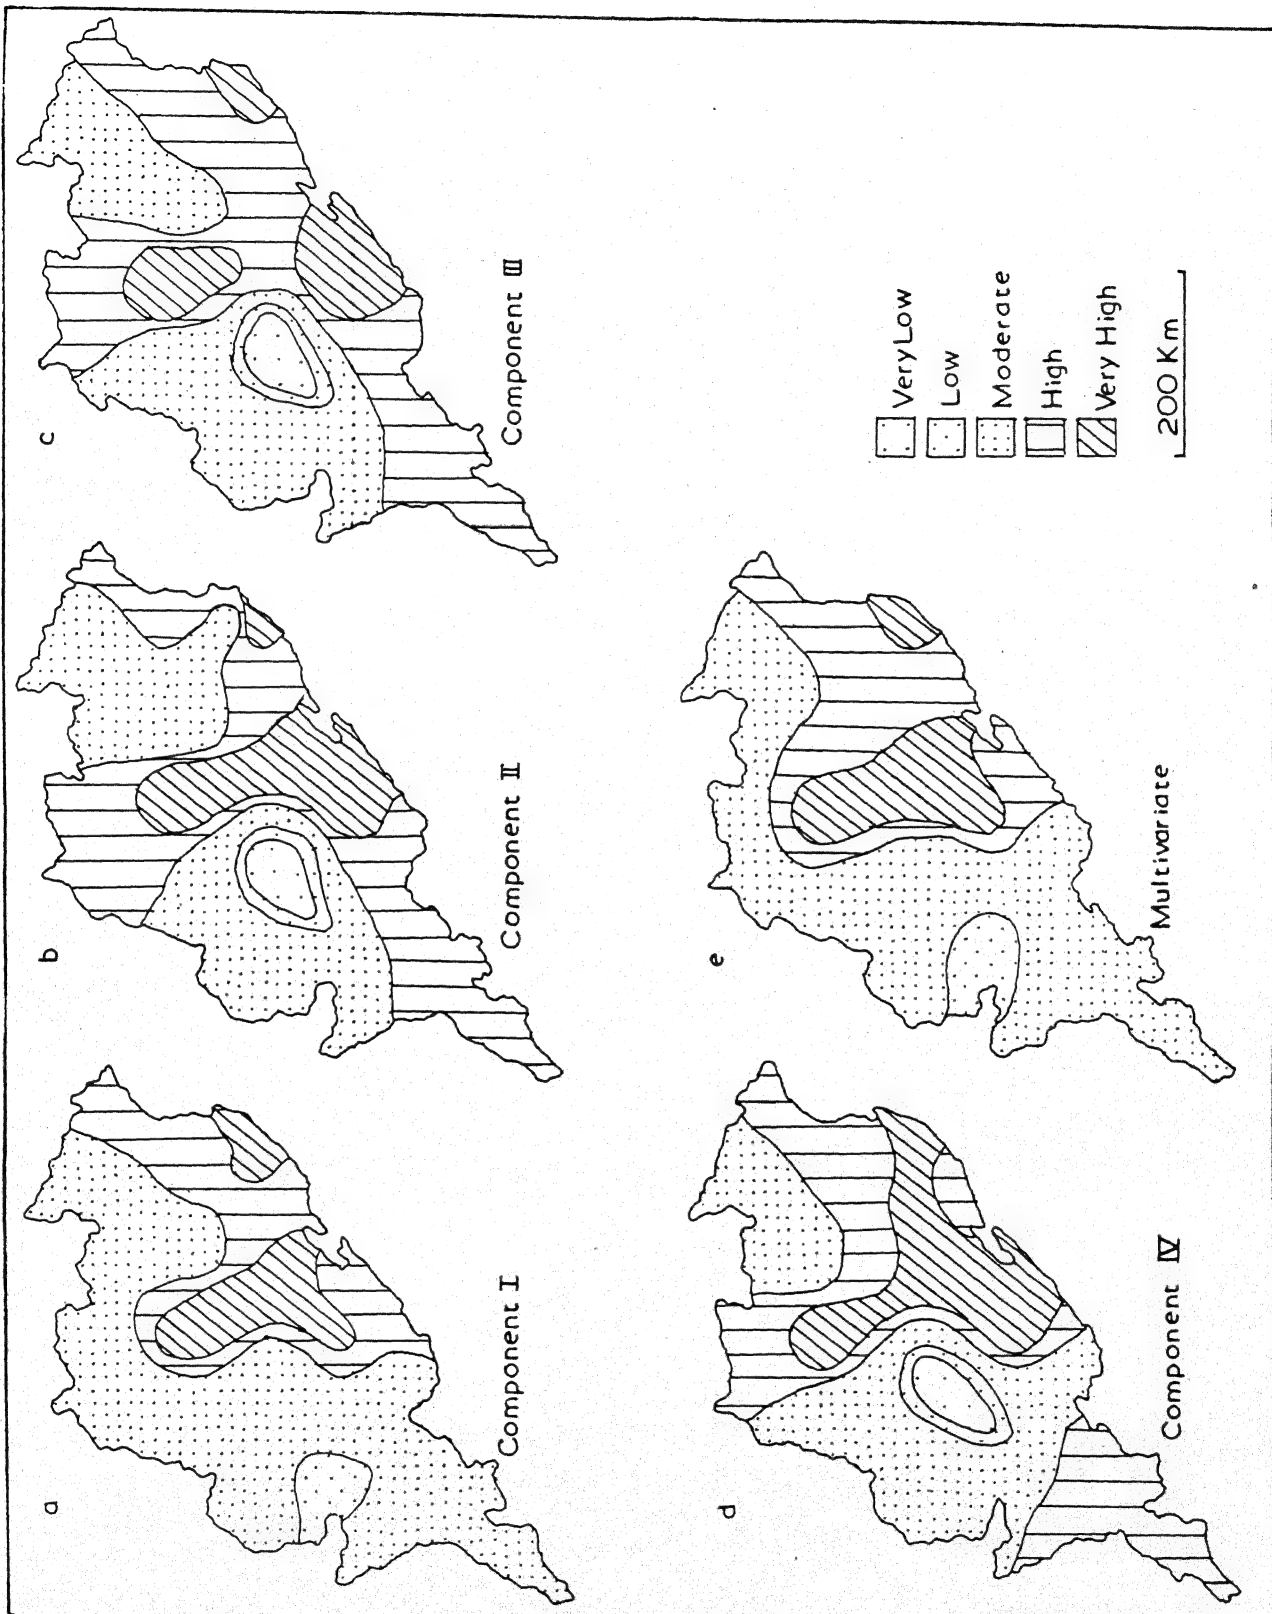 a
Component I
b
Component II
c
Component III
d
Component IV
e
Multivariate
Very Low
Low
Moderate
High
Very High
200 Km